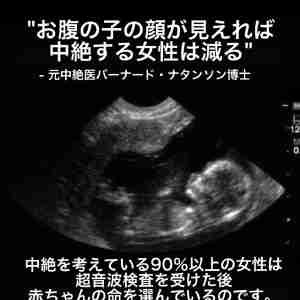 "お腹の子の顔が見えれば
中絶する女性は減る"
- 元中絶医バーナード・ナタンソン博士
中絶を考えている90%以上の女性は
超音波検査を受けた後
赤ちゃんの命を選んでいるのです。